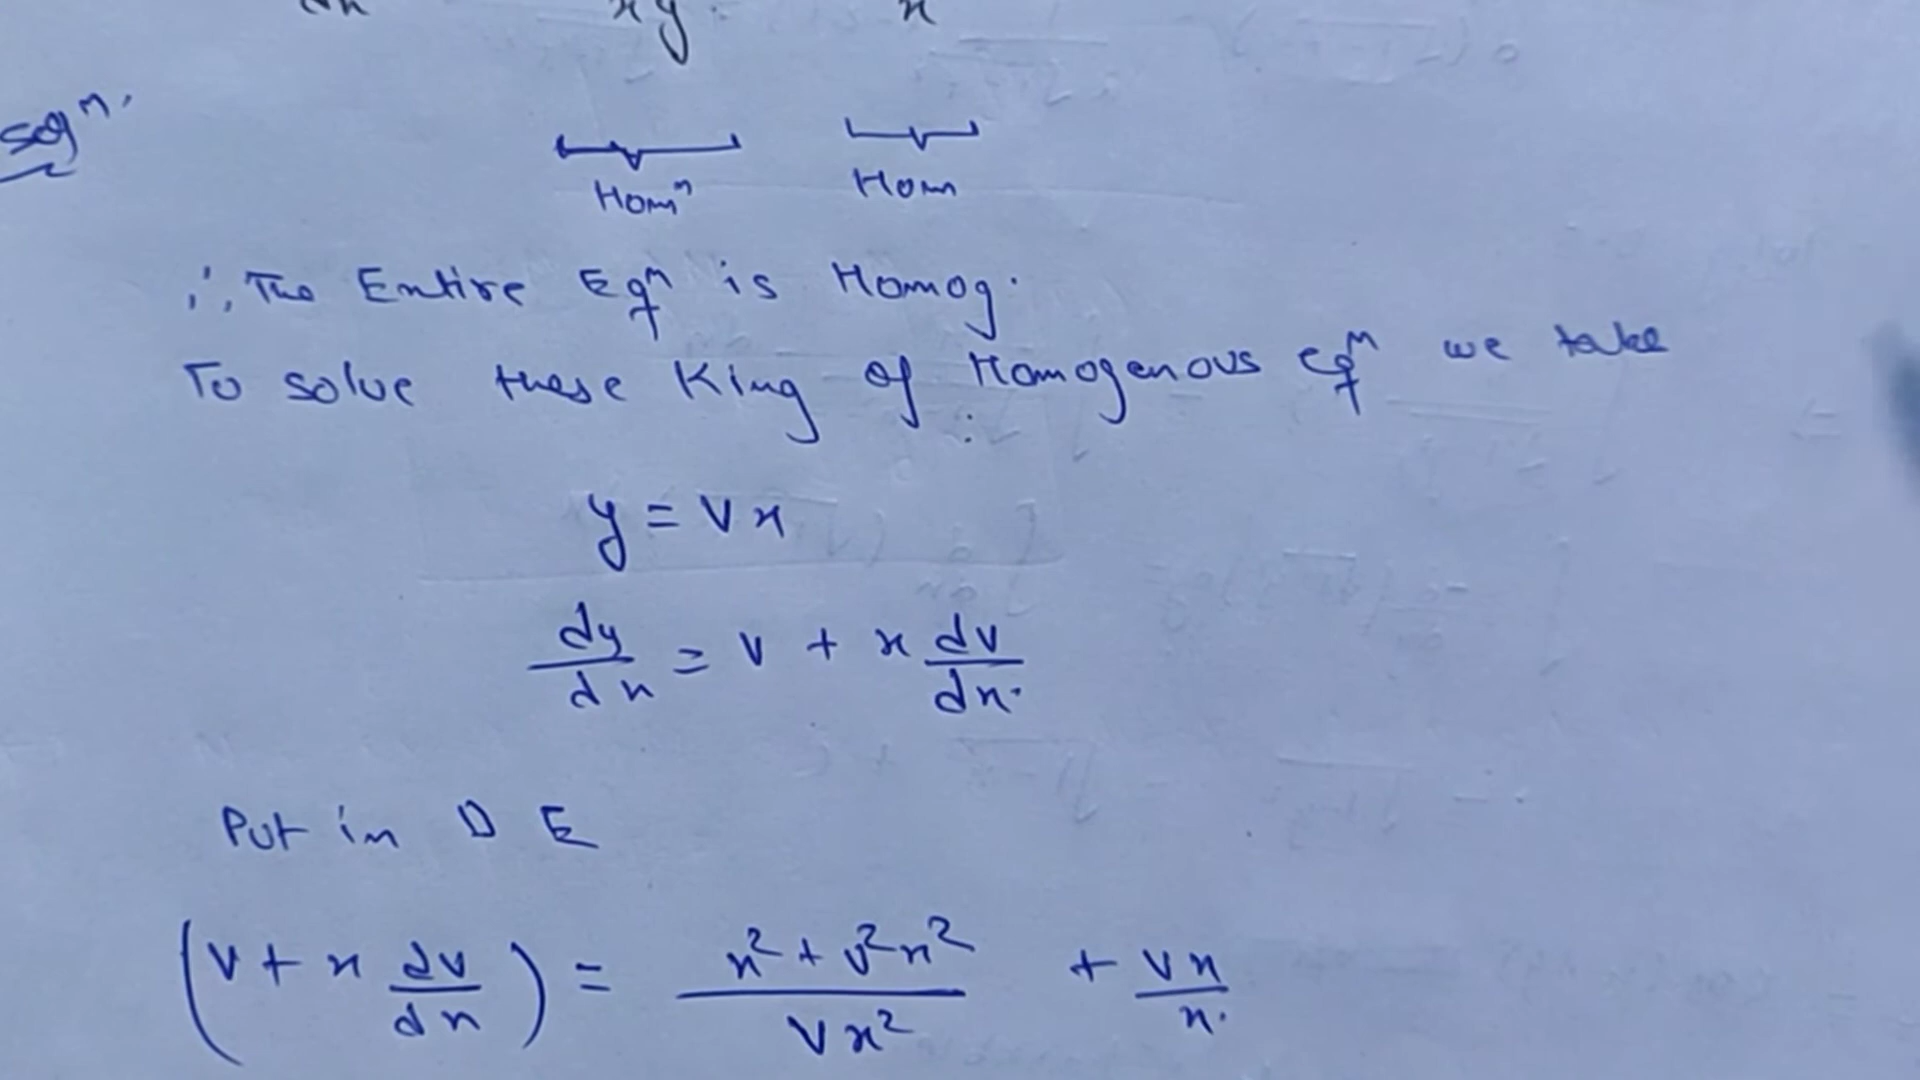 xy. x
Solⁿ.
Homⁿ Hom
∴ The Entire Eqⁿ is Homog.
To solve these King of Homogenous eqⁿ we take :
y = vx
dy/dx = v + x dv/dx.
Put in D E
(v + x dv/dx) = x² + v²x² / vx² + vx/x.